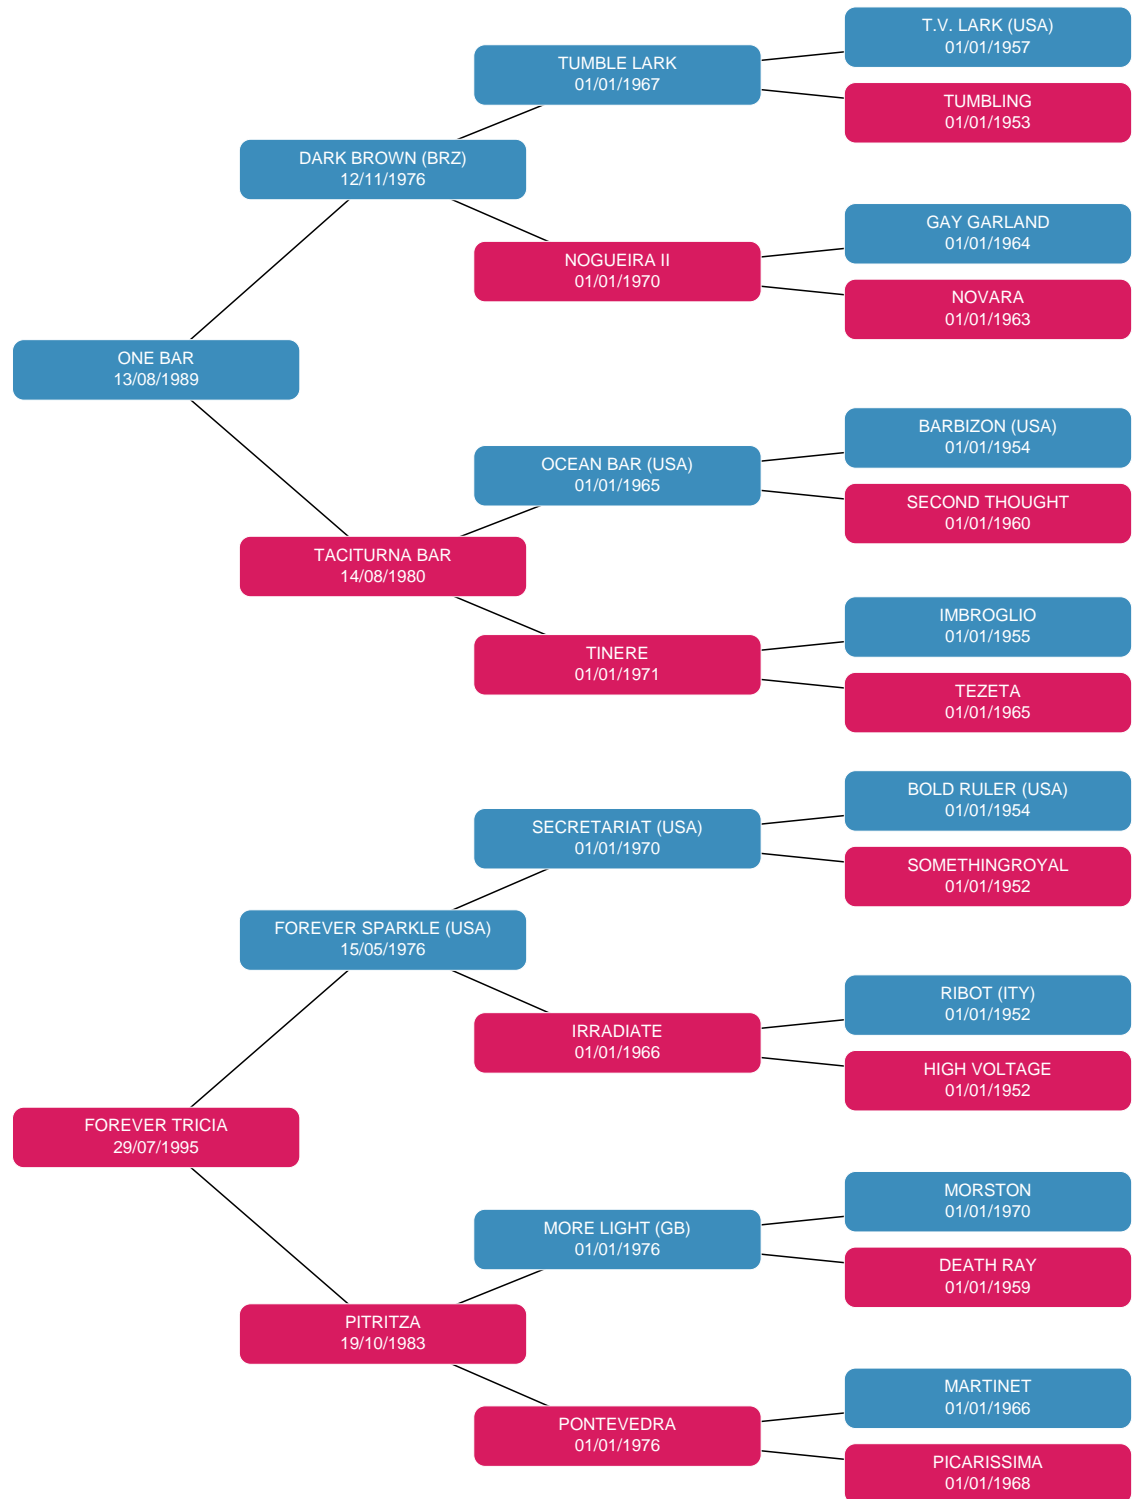 T.V. LARK (USA)
01/01/1957
TUMBLE LARK
01/01/1967
TUMBLING
01/01/1953
DARK BROWN (BRZ)
12/11/1976
GAY GARLAND
01/01/1964
NOGUEIRA II
01/01/1970
NOVARA
01/01/1963
ONE BAR
13/08/1989
BARBIZON (USA)
01/01/1954
OCEAN BAR (USA)
01/01/1965
SECOND THOUGHT
01/01/1960
TACITURNA BAR
14/08/1980
IMBROGLIO
01/01/1955
TINERE
01/01/1971
TEZETA
01/01/1965
BOLD RULER (USA)
01/01/1954
SECRETARIAT (USA)
01/01/1970
SOMETHINGROYAL
01/01/1952
FOREVER SPARKLE (USA)
15/05/1976
RIBOT (ITY)
01/01/1952
IRRADIATE
01/01/1966
HIGH VOLTAGE
01/01/1952
FOREVER TRICIA
29/07/1995
MORSTON
01/01/1970
MORE LIGHT (GB)
01/01/1976
DEATH RAY
01/01/1959
PITRITZA
19/10/1983
MARTINET
01/01/1966
PONTEVEDRA
01/01/1976
PICARISSIMA
01/01/1968